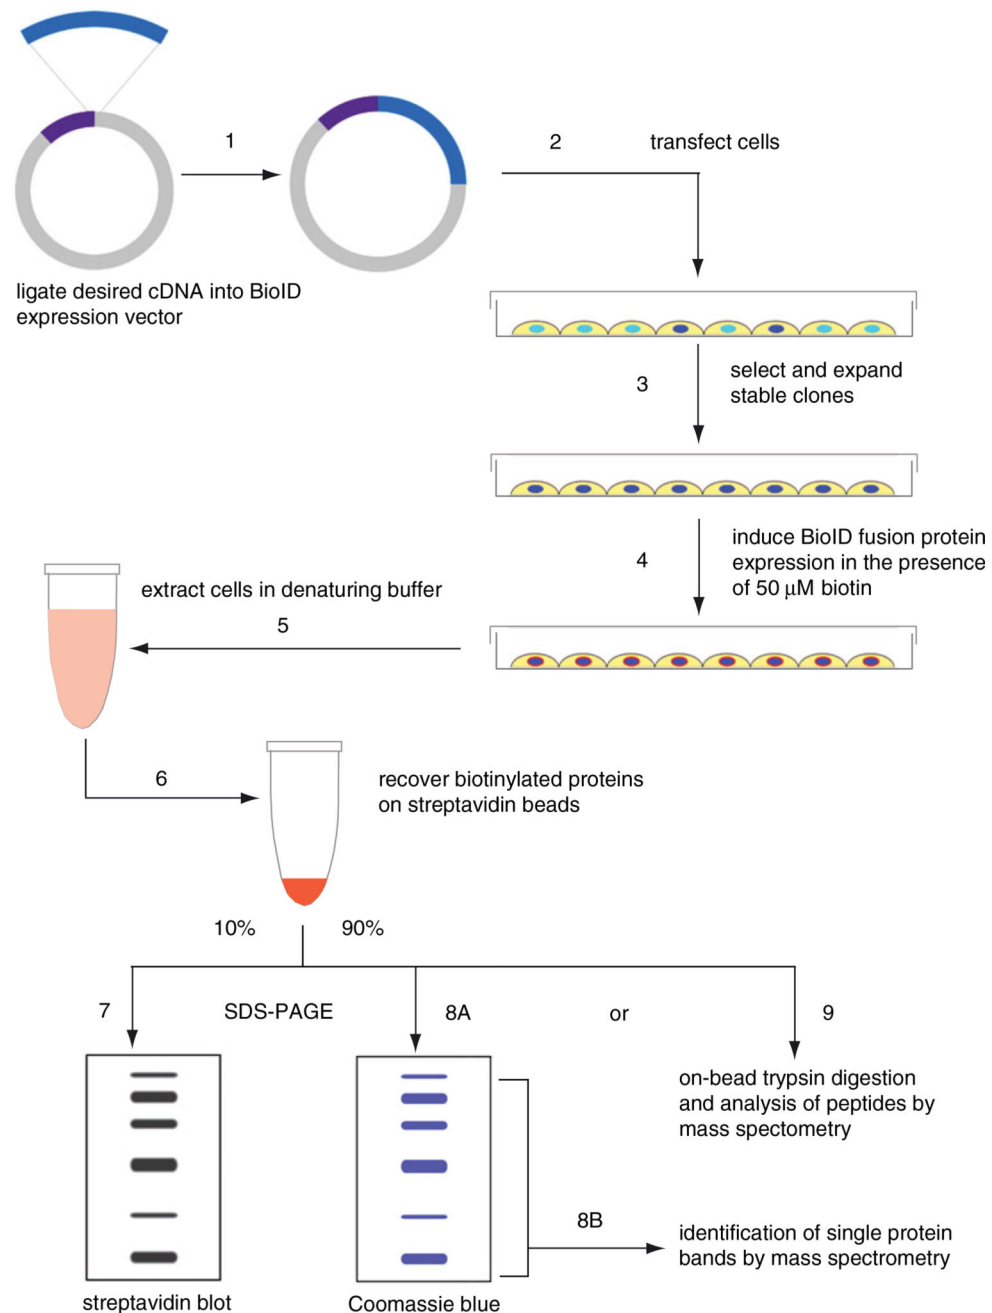 1
2
transfect cells
ligate desired cDNA into BioID
expression vector
3
select and expand
stable clones
4
induce BioID fusion protein
expression in the presence
of 50 μM biotin
extract cells in denaturing buffer
5
6
recover biotinylated proteins
on streptavidin beads
10%
90%
7
SDS-PAGE
8A
or
9
on-bead trypsin digestion
and analysis of peptides by
mass spectometry
8B
identification of single protein
bands by mass spectrometry
streptavidin blot
Coomassie blue